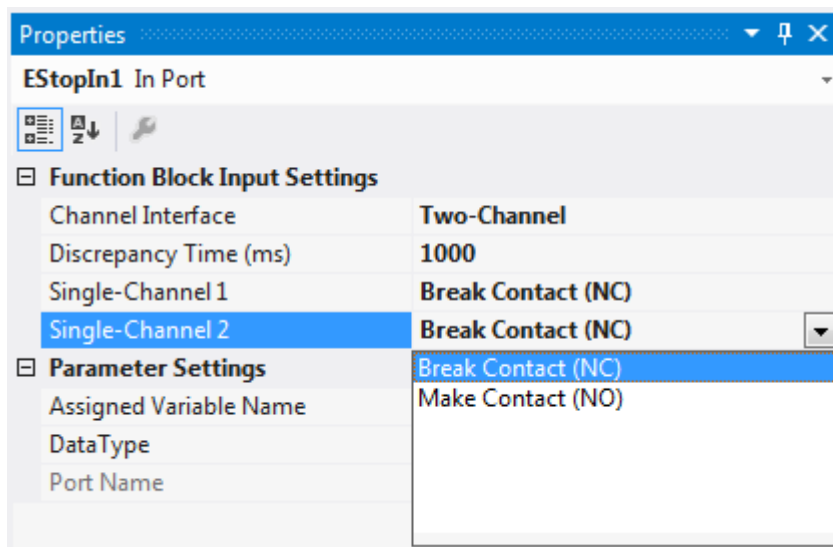 Properties
EStopIn1 In Port
Function Block Input Settings
Channel Interface Two-Channel
Discrepancy Time (ms) 1000
Single-Channel 1 Break Contact (NC)
Single-Channel 2 Break Contact (NC)
Parameter Settings Break Contact (NC)
Assigned Variable Name Make Contact (NO)
DataType
Port Name